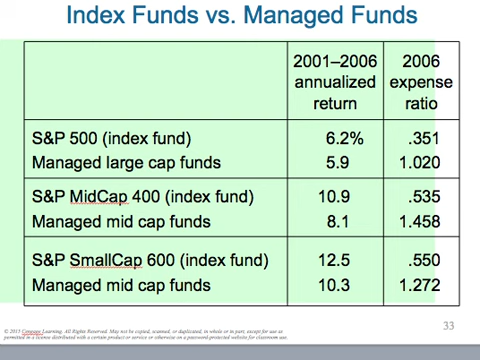 Index Funds vs. Managed Funds
2001–2006 annualized return
2006 expense ratio
S&P 500 (index fund) 6.2% .351
Managed large cap funds 5.9 1.020
S&P MidCap 400 (index fund) 10.9 .535
Managed mid cap funds 8.1 1.458
S&P SmallCap 600 (index fund) 12.5 .550
Managed mid cap funds 10.3 1.272
© 2015 Cengage Learning. All Rights Reserved. May not be copied, scanned, or duplicated, in whole or in part, except for use as
permitted in a license distributed with a certain product or service or otherwise on a password-protected website for classroom use.
33